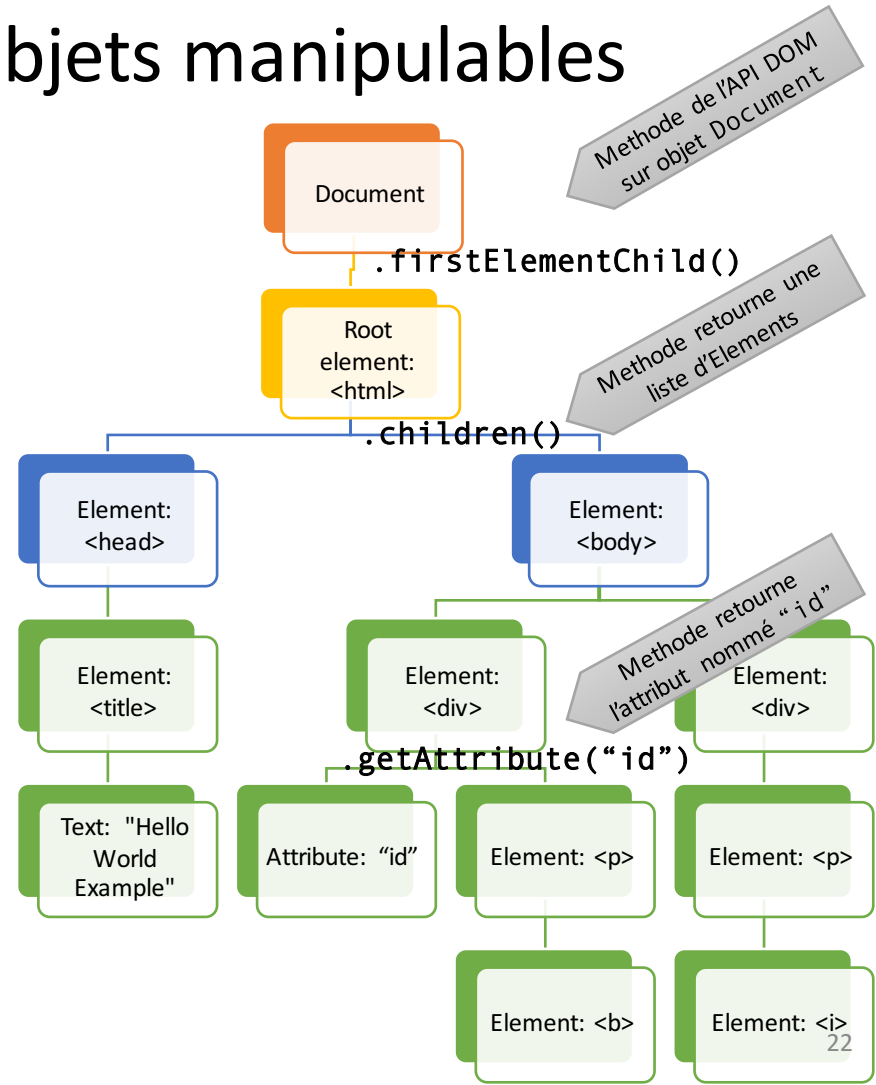 bjets manipulables
Methode de l'API DOM
sur objet Document
Document
.firstElementChild()
Methode retourne une
liste d'Elements
Root
element:
<html>
.children()
Element:
<head>
Element:
<body>
Methode retourne
l'attribut nommé “id”
Element:
<title>
Element:
<div>
Element:
<div>
.getAttribute(“id”)
Text: "Hello
World
Example"
Attribute: “id”
Element: <p>
Element: <p>
Element: <b>
Element: <i>
22